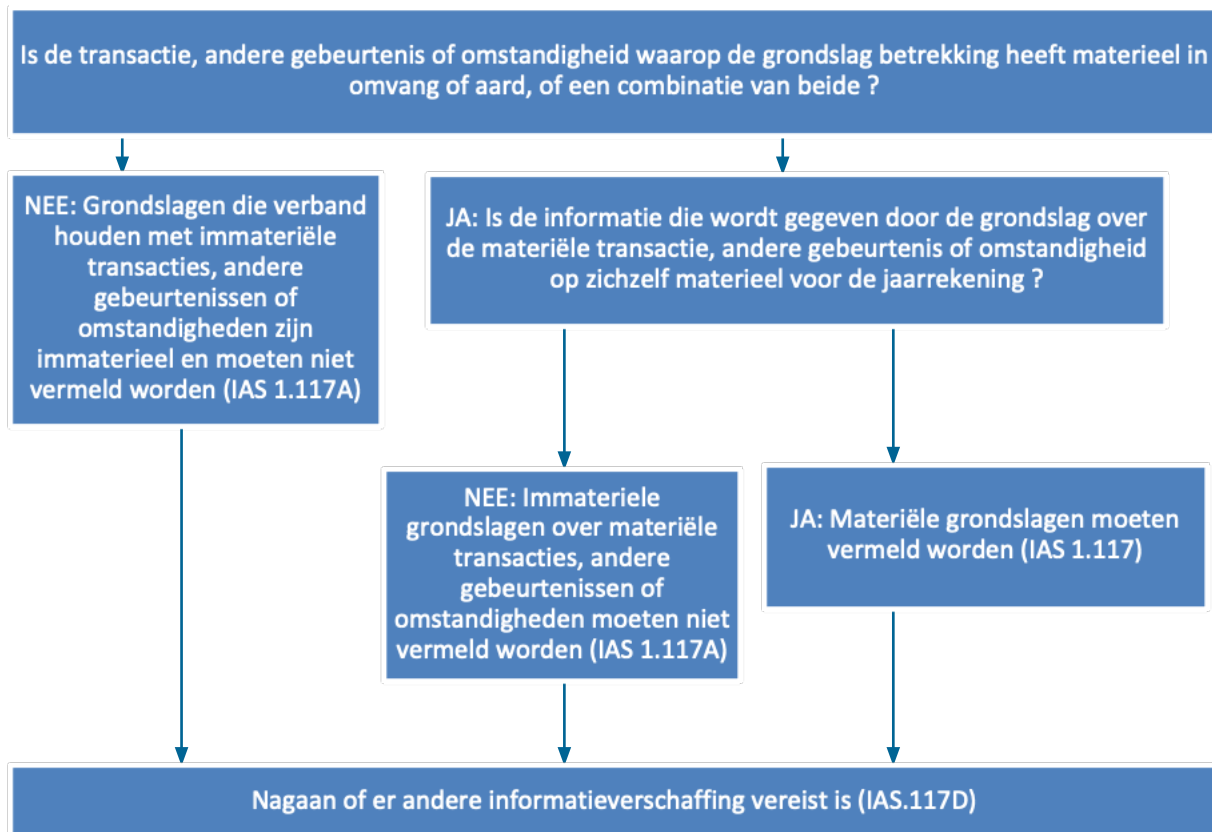 Is de transactie, andere gebeurtenis of omstandigheid waarop de grondslag betrekking heeft materieel in
omvang of aard, of een combinatie van beide ?
NEE: Grondslagen die verband
houden met immateriële
transacties, andere
gebeurtenissen of
omstandigheden zijn
immaterieel en moeten niet
vermeld worden (IAS 1.117A)
JA: Is de informatie die wordt gegeven door de grondslag over
de materiële transactie, andere gebeurtenis of omstandigheid
op zichzelf materieel voor de jaarrekening ?
NEE: Immateriele
grondslagen over materiële
transacties, andere
gebeurtenissen of
omstandigheden moeten niet
vermeld worden (IAS 1.117A)
JA: Materiële grondslagen moeten
vermeld worden (IAS 1.117)
Nagaan of er andere informatieverschaffing vereist is (IAS.117D)